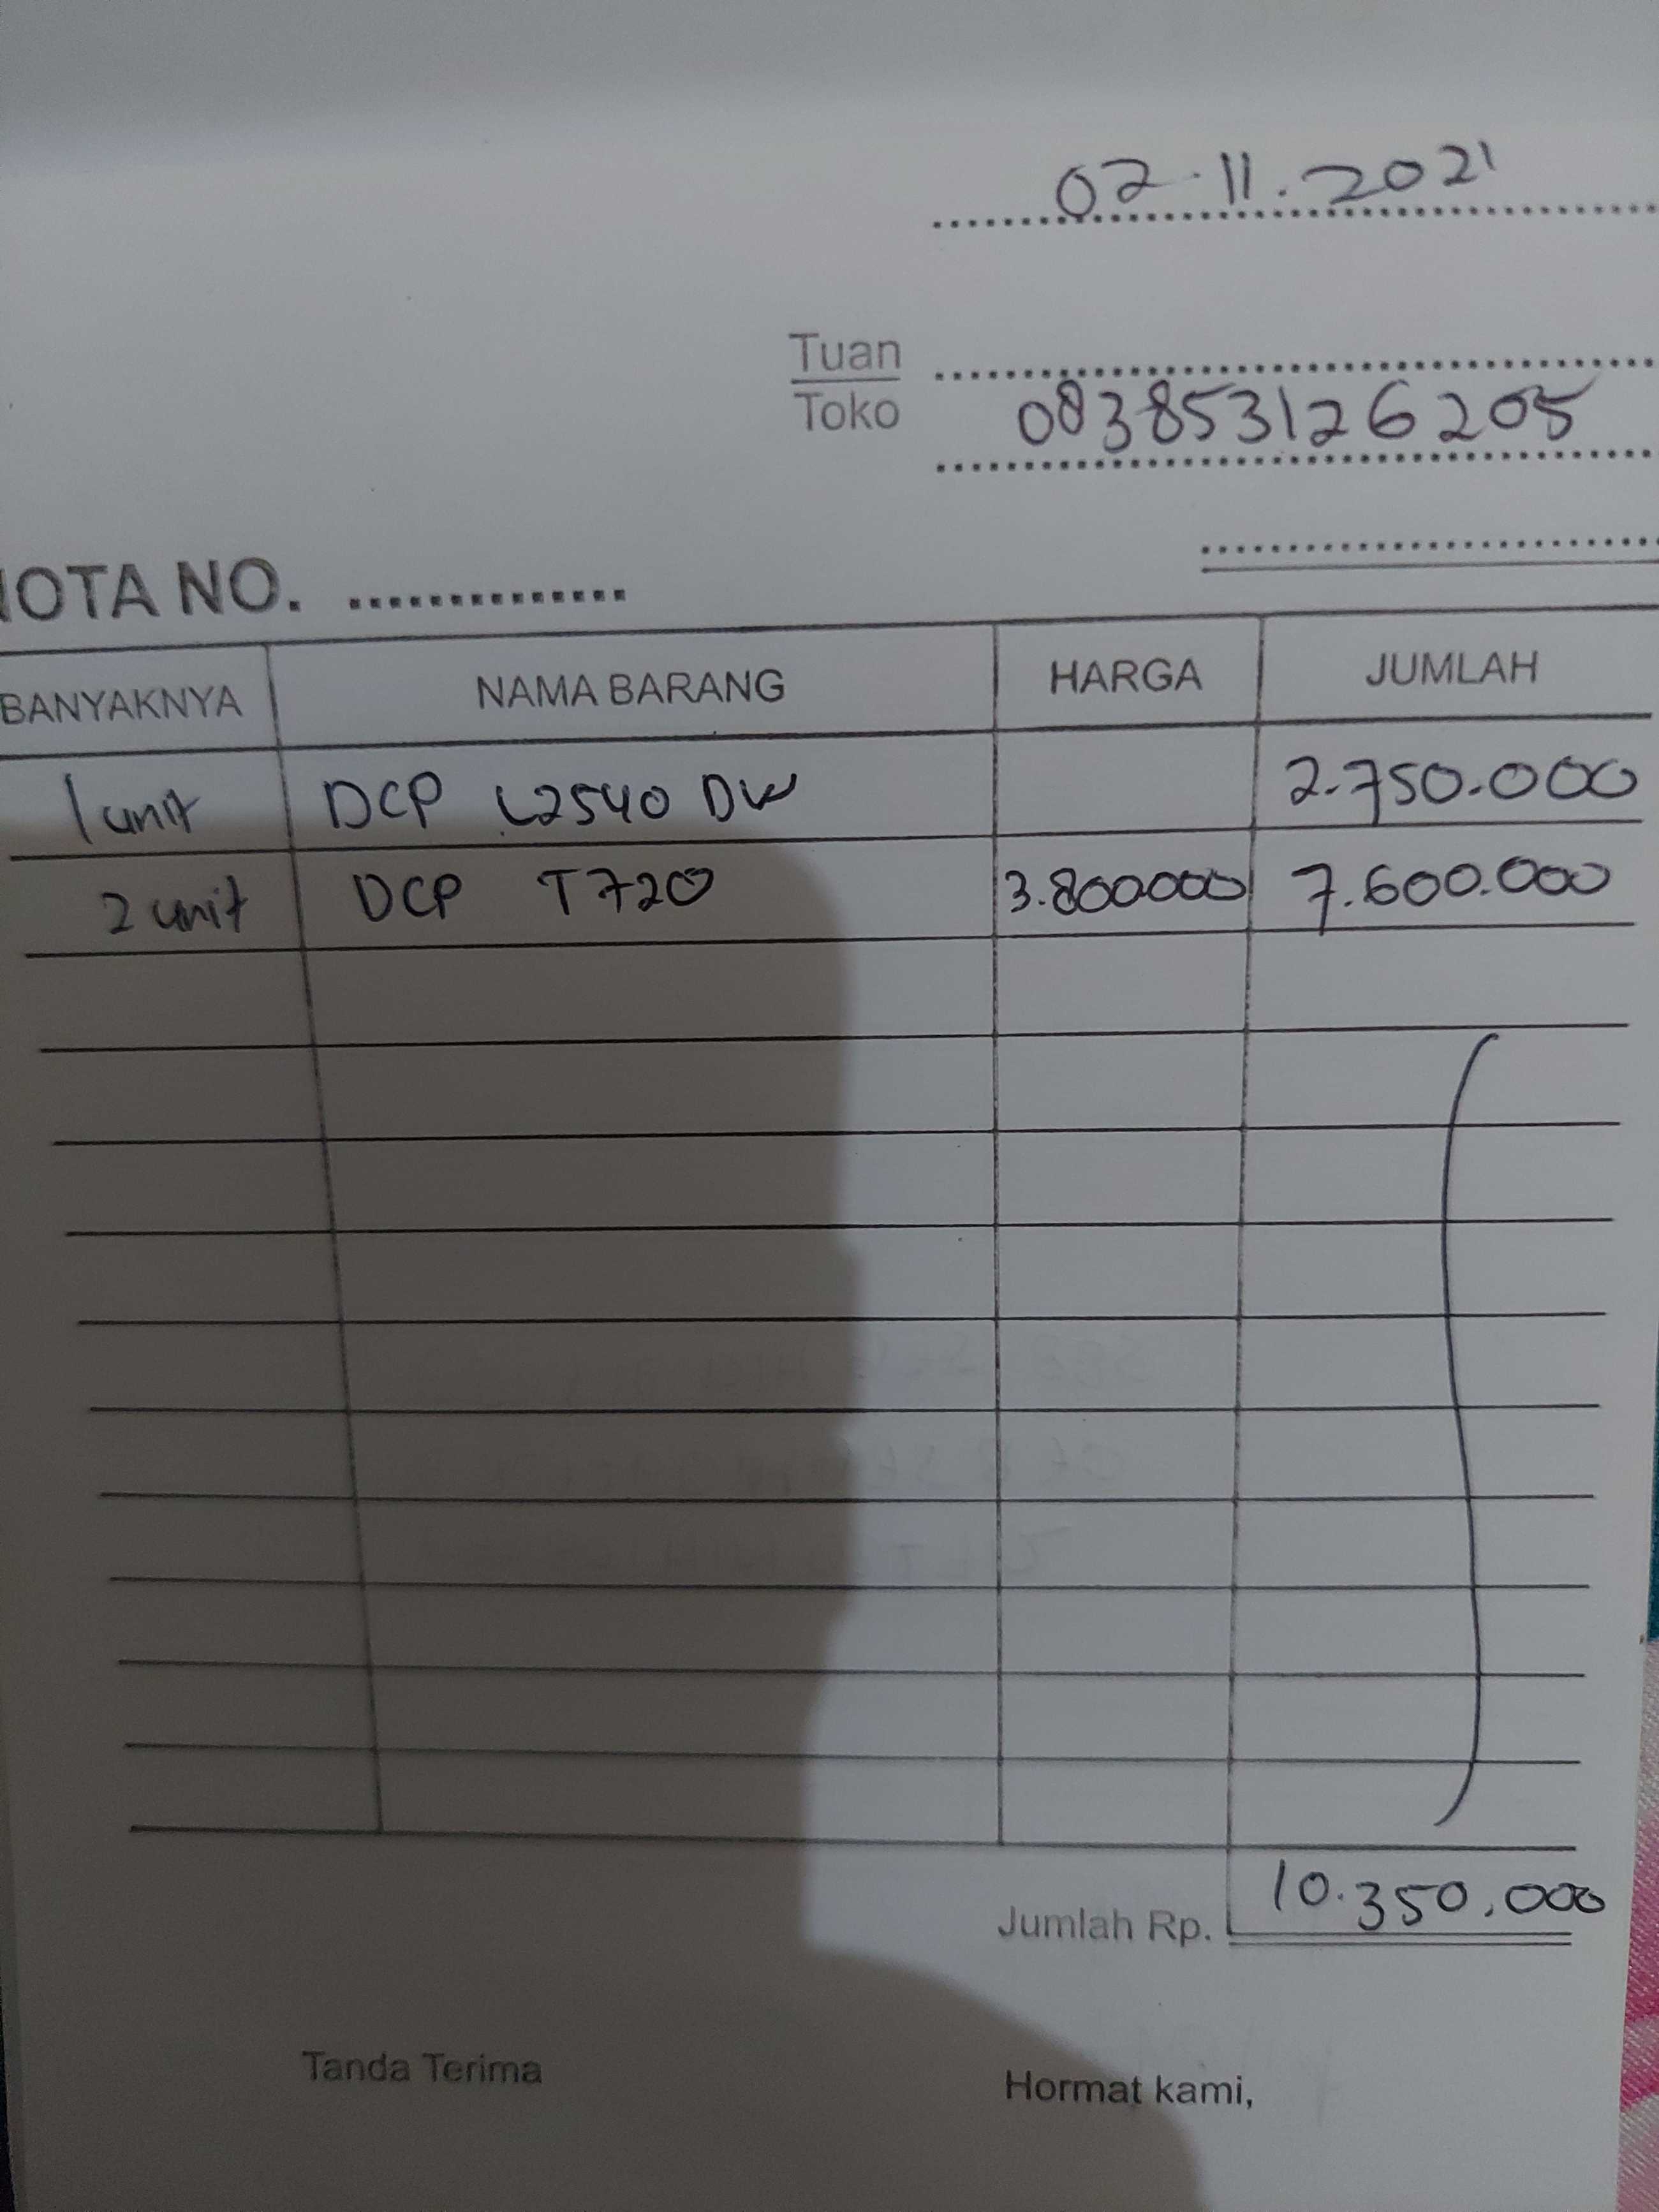 02.11.2021
Tuan
Toko
083853126205
NOTA NO. ..............
BANYAKNYA NAMA BARANG HARGA JUMLAH
1 unit DCP L2540 DW 2.750.000
2 unit DCP T720 3.800000 7.600.000
Jumlah Rp. 10.350.000
Tanda Terima Hormat kami,